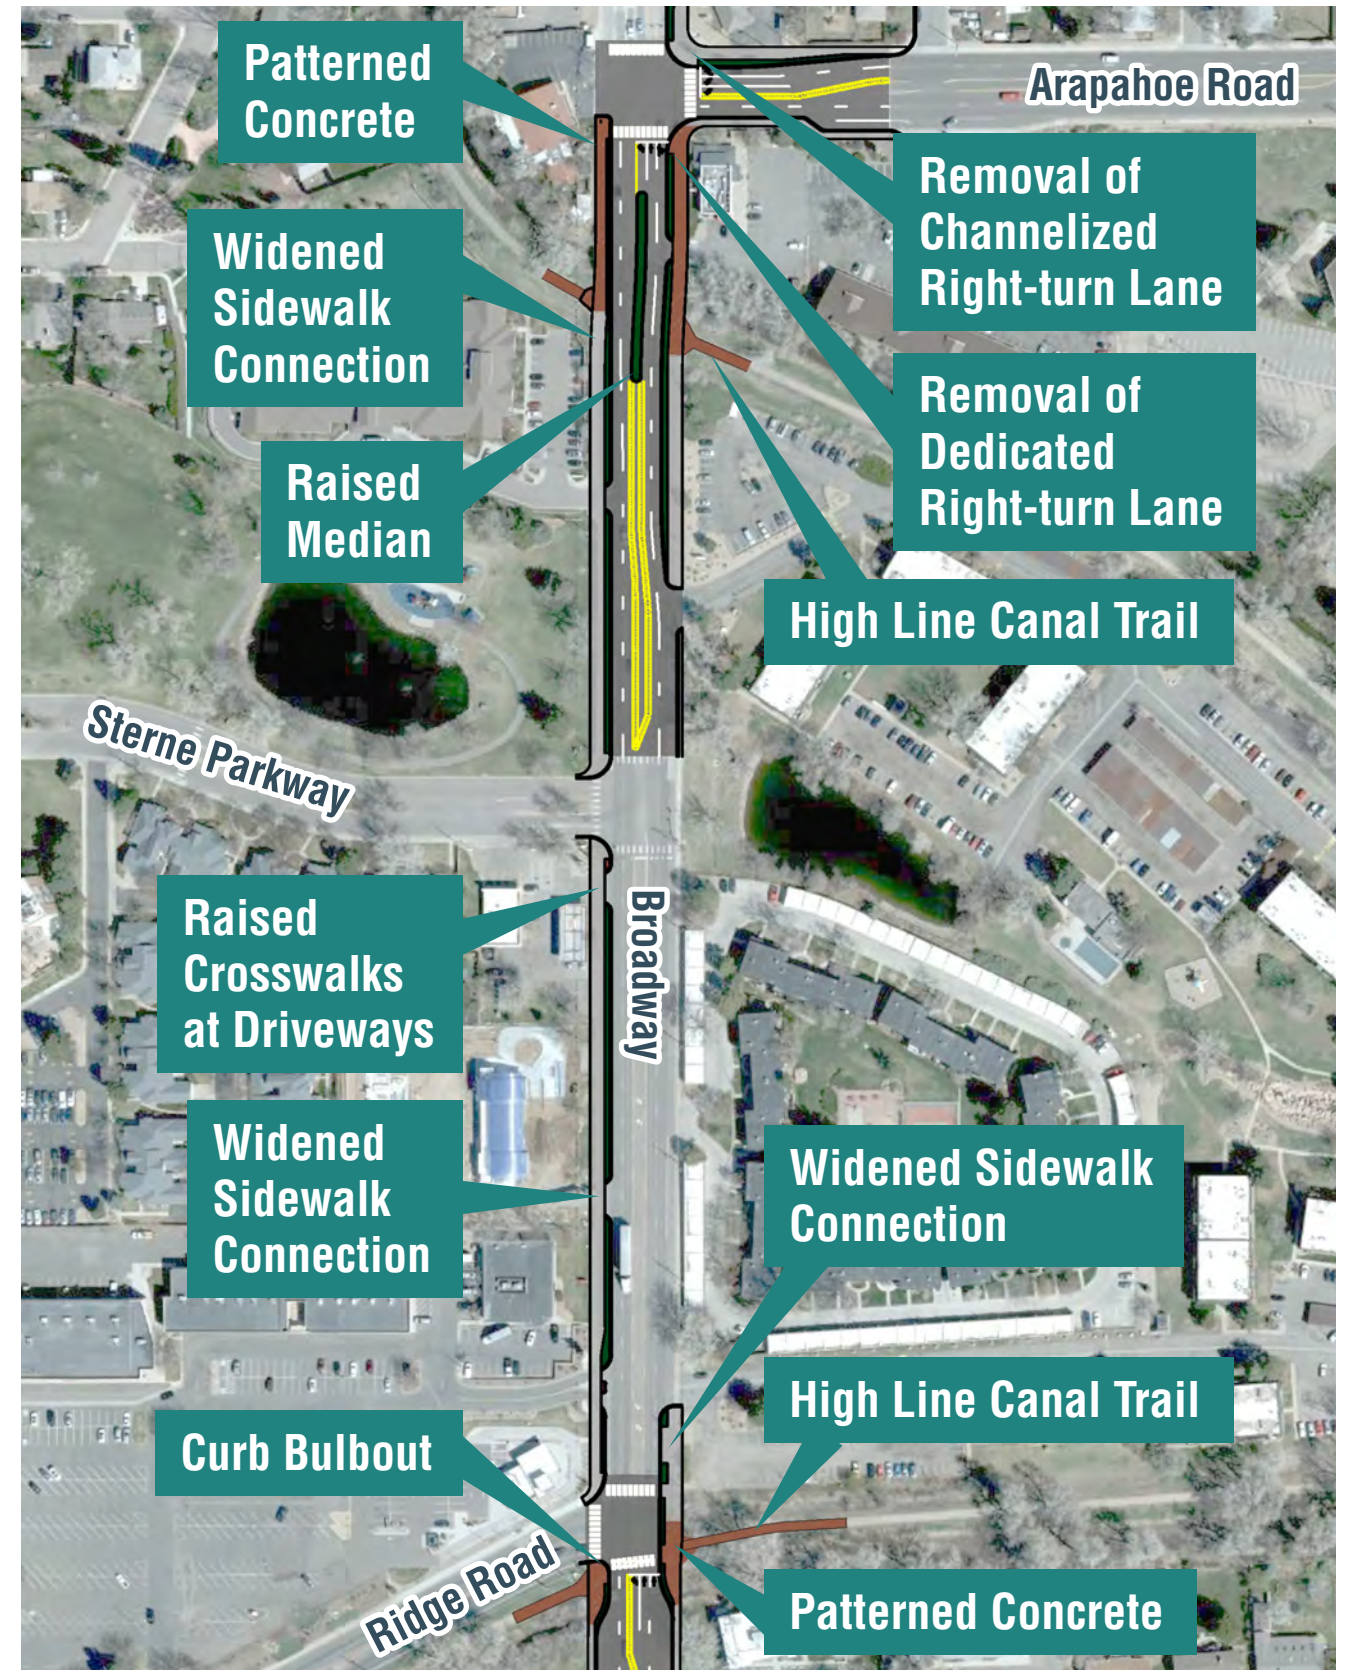 Patterned
Concrete
Arapahoe Road
Removal of
Channelized
Right-turn Lane
Widened
Sidewalk
Connection
Removal of
Dedicated
Right-turn Lane
Raised
Median
High Line Canal Trail
Sterne Parkway
Raised
Crosswalks
at Driveways
Broadway
Widened
Sidewalk
Connection
Widened Sidewalk
Connection
High Line Canal Trail
Curb Bulbout
Ridge Road
Patterned Concrete